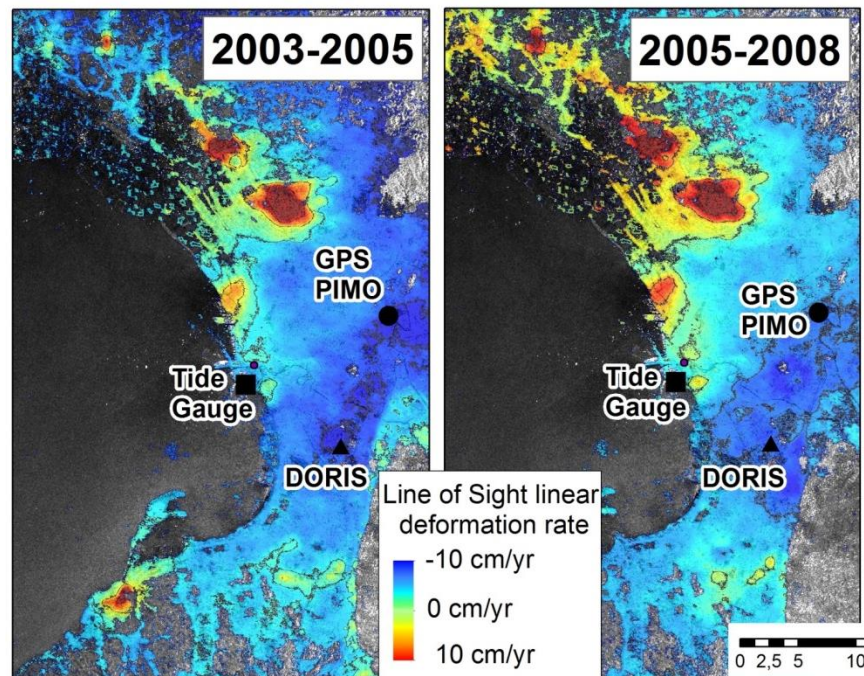 2003-2005
2005-2008
GPS
PIMO
Tide
Gauge
DORIS
GPS
PIMO
Tide
Gauge
DORIS
Line of Sight linear
deformation rate
-10 cm/yr
0 cm/yr
10 cm/yr
0 2,5 5 10